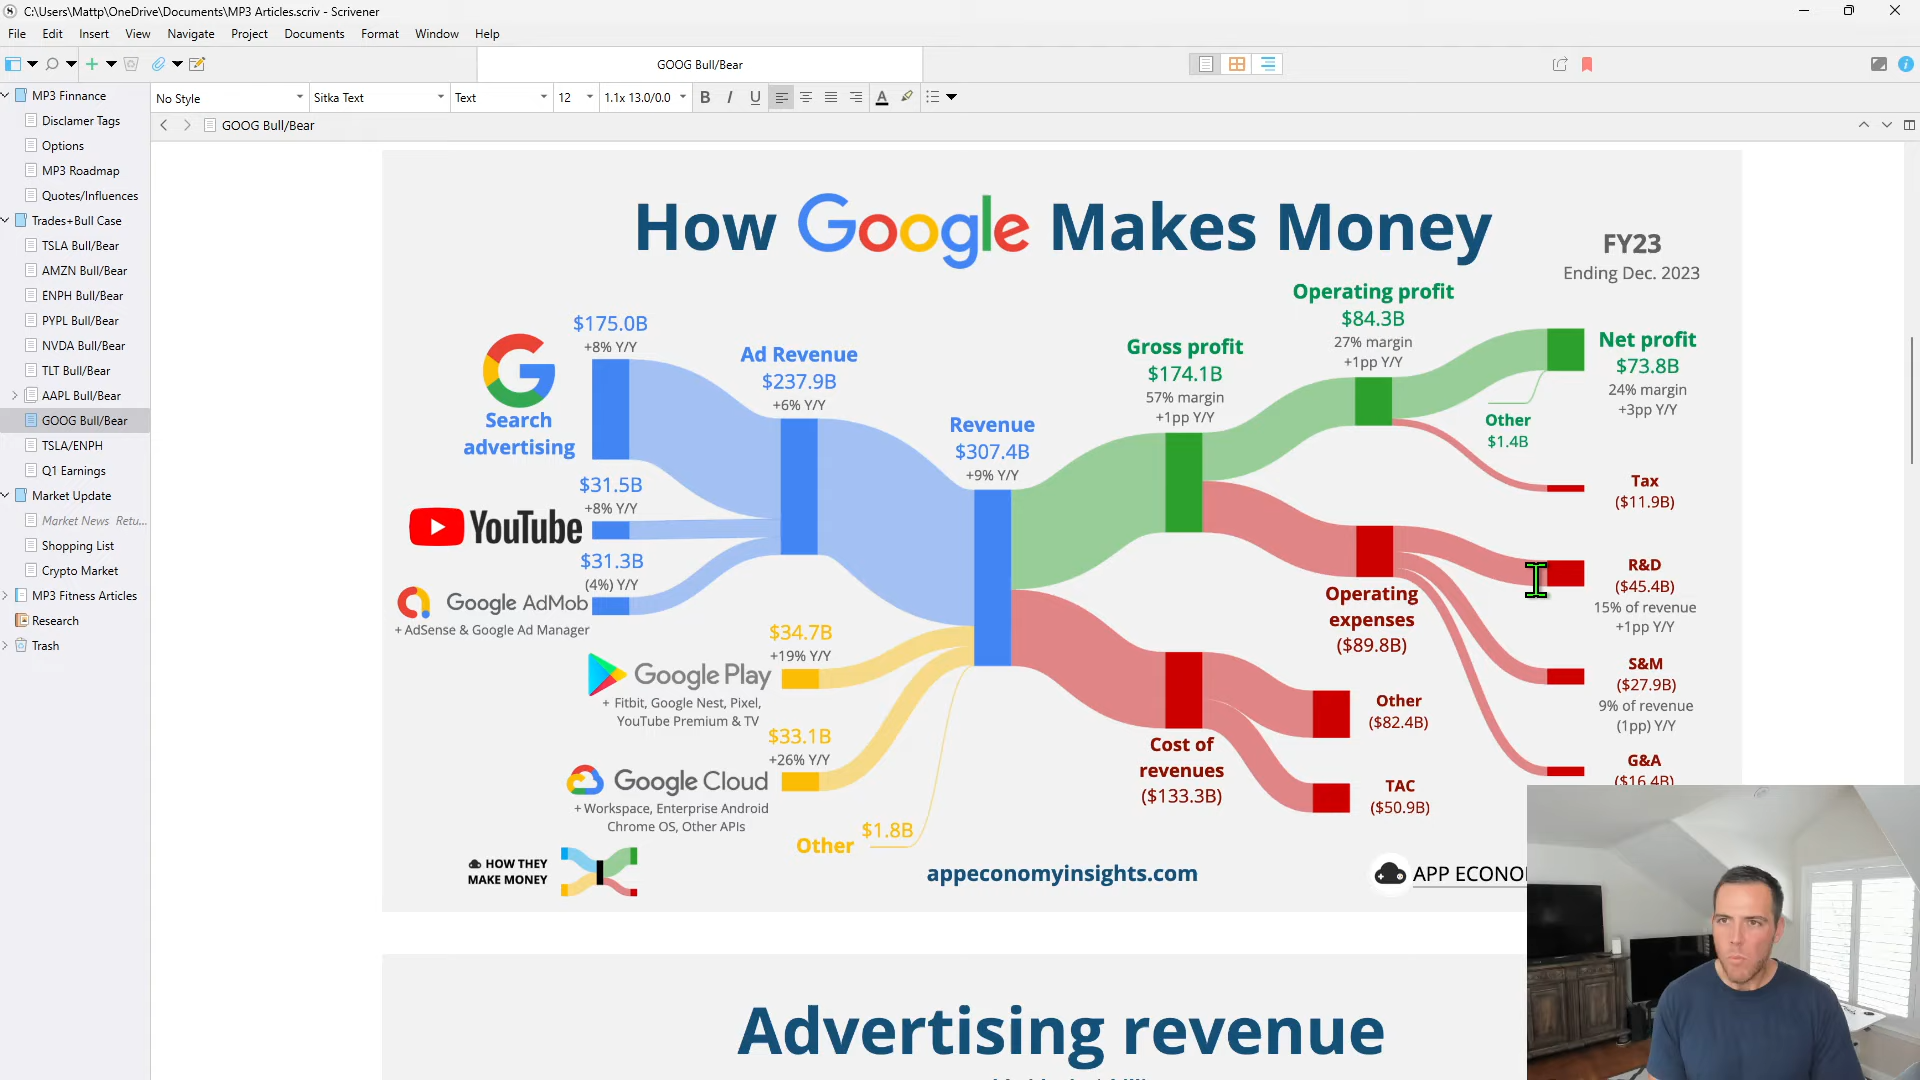 C:\Users\Mattp\OneDrive\Documents\MP3 Articles.scriv - Scrivener
File Edit Insert View Navigate Project Documents Format Window Help
GOOG Bull/Bear
No Style Sitka Text Text 12 1.1x 13.0/0.0 B I U A
GOOG Bull/Bear
MP3 Finnance
Disclamer Tags
Options
MP3 Roadmap
Quotes/Influences
Trades+Bull Case
TSLA Bull/Bear
AMZN Bull/Bear
ENPH Bull/Bear
PYPL Bull/Bear
NVDA Bull/Bear
TLT Bull/Bear
AAPL Bull/Bear
GOOG Bull/Bear
TSLA/ENPH
Q1 Earnings
Market Update
Market News Retu...
Shopping List
Crypto Market
MP3 Fitness Articles
Research
Trash
How Google Makes Money
FY23
Ending Dec. 2023
Search
advertising
$175.0B
+8% Y/Y
YouTube
$31.5B
+8% Y/Y
Google AdMob
+ AdSense & Google Ad Manager
$31.3B
(4%) Y/Y
Ad Revenue
$237.9B
+6% Y/Y
Google Play
+ Fitbit, Google Nest, Pixel,
YouTube Premium & TV
$34.7B
+19% Y/Y
Google Cloud
+ Workspace, Enterprise Android
Chrome OS, Other APIs
$33.1B
+26% Y/Y
Other
$1.8B
Revenue
$307.4B
+9% Y/Y
Gross profit
$174.1B
57% margin
+1pp Y/Y
Operating profit
$84.3B
27% margin
+1pp Y/Y
Net profit
$73.8B
24% margin
+3pp Y/Y
Other
$1.4B
Tax
($11.9B)
Operating
expenses
($89.8B)
R&D
($45.4B)
15% of revenue
+1pp Y/Y
S&M
($27.9B)
9% of revenue
(1pp) Y/Y
G&A
($16.4B)
Cost of
revenues
($133.3B)
Other
($82.4B)
TAC
($50.9B)
HOW THEY
MAKE MONEY
appeconomyinsights.com
APP ECONO
Advertising revenue